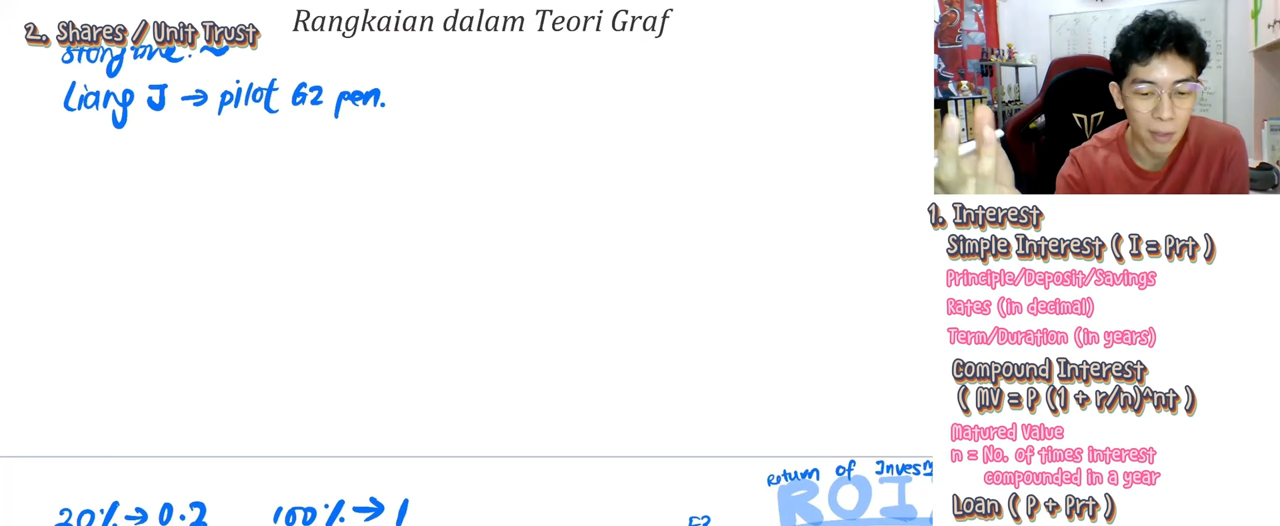 2. Shares / Unit Trust
Rangkaian dalam Teori Graf
Liang J → pilot G2 pen.
1. Interest
Simple Interest ( I = Prt )
Principle/Deposit/Savings
Rates (in decimal)
Term/Duration (in years)
Compound Interest
( MV = P (1 + r/n)^nt )
Matured Value
n = No. of times interest
compounded in a year
Loan ( P + Prt )
Return of Inves
ROI
20% → 0.2
100% → 1